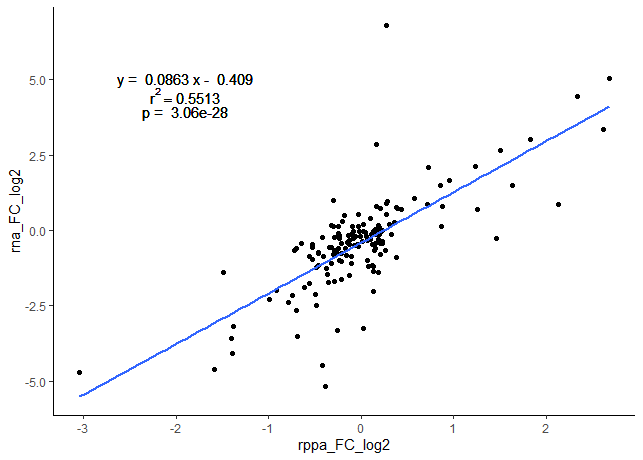 y = 0.0863 x - 0.409
r2 = 0.5513
p = 3.06e-28
rna_FC_log2
5.0
2.5
0.0
-2.5
-5.0
-3 -2 -1 0 1 2
rppa_FC_log2